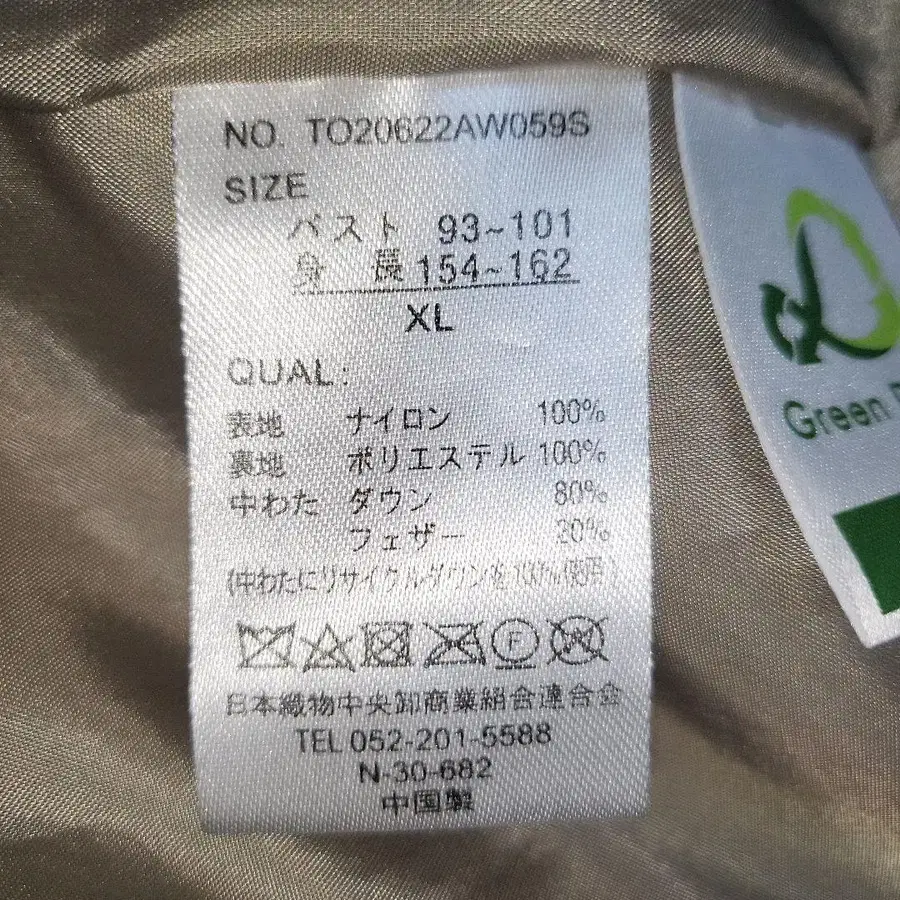 NO. TO20622AW059S
SIZE
バスト 93~101
身 長 154~162
XL
QUAL:
表地 ナイロン 100%
裏地 ポリエステル 100%
中わた ダウン 80%
フェザー 20%
(中わたにリサイクルダウンを100%使用)
F
W
日本織物中央卸商業組合連合会
TEL 052-201-5588
N-30-682
中国製
Green